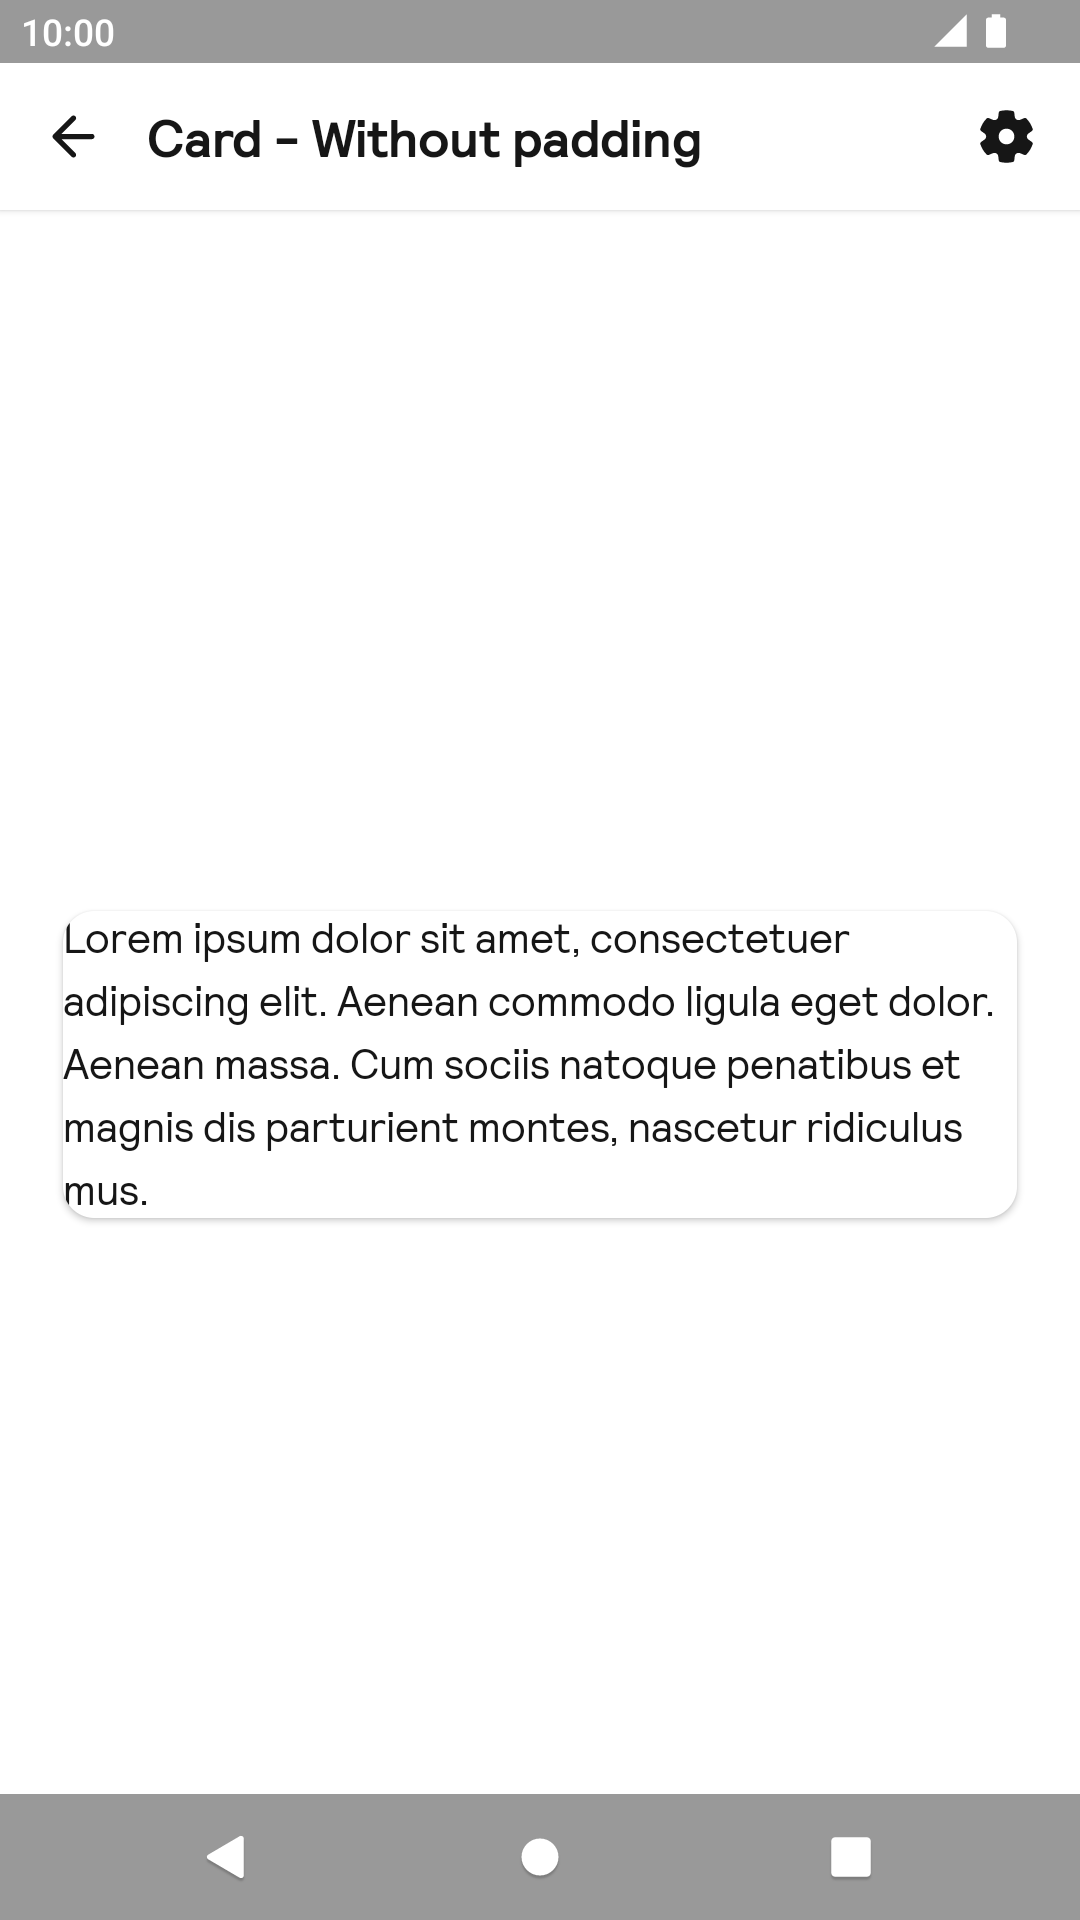 10:00
Card - Without padding
Lorem ipsum dolor sit amet, consectetuer
adipiscing elit. Aenean commodo ligula eget dolor.
Aenean massa. Cum sociis natoque penatibus et
magnis dis parturient montes, nascetur ridiculus
mus.